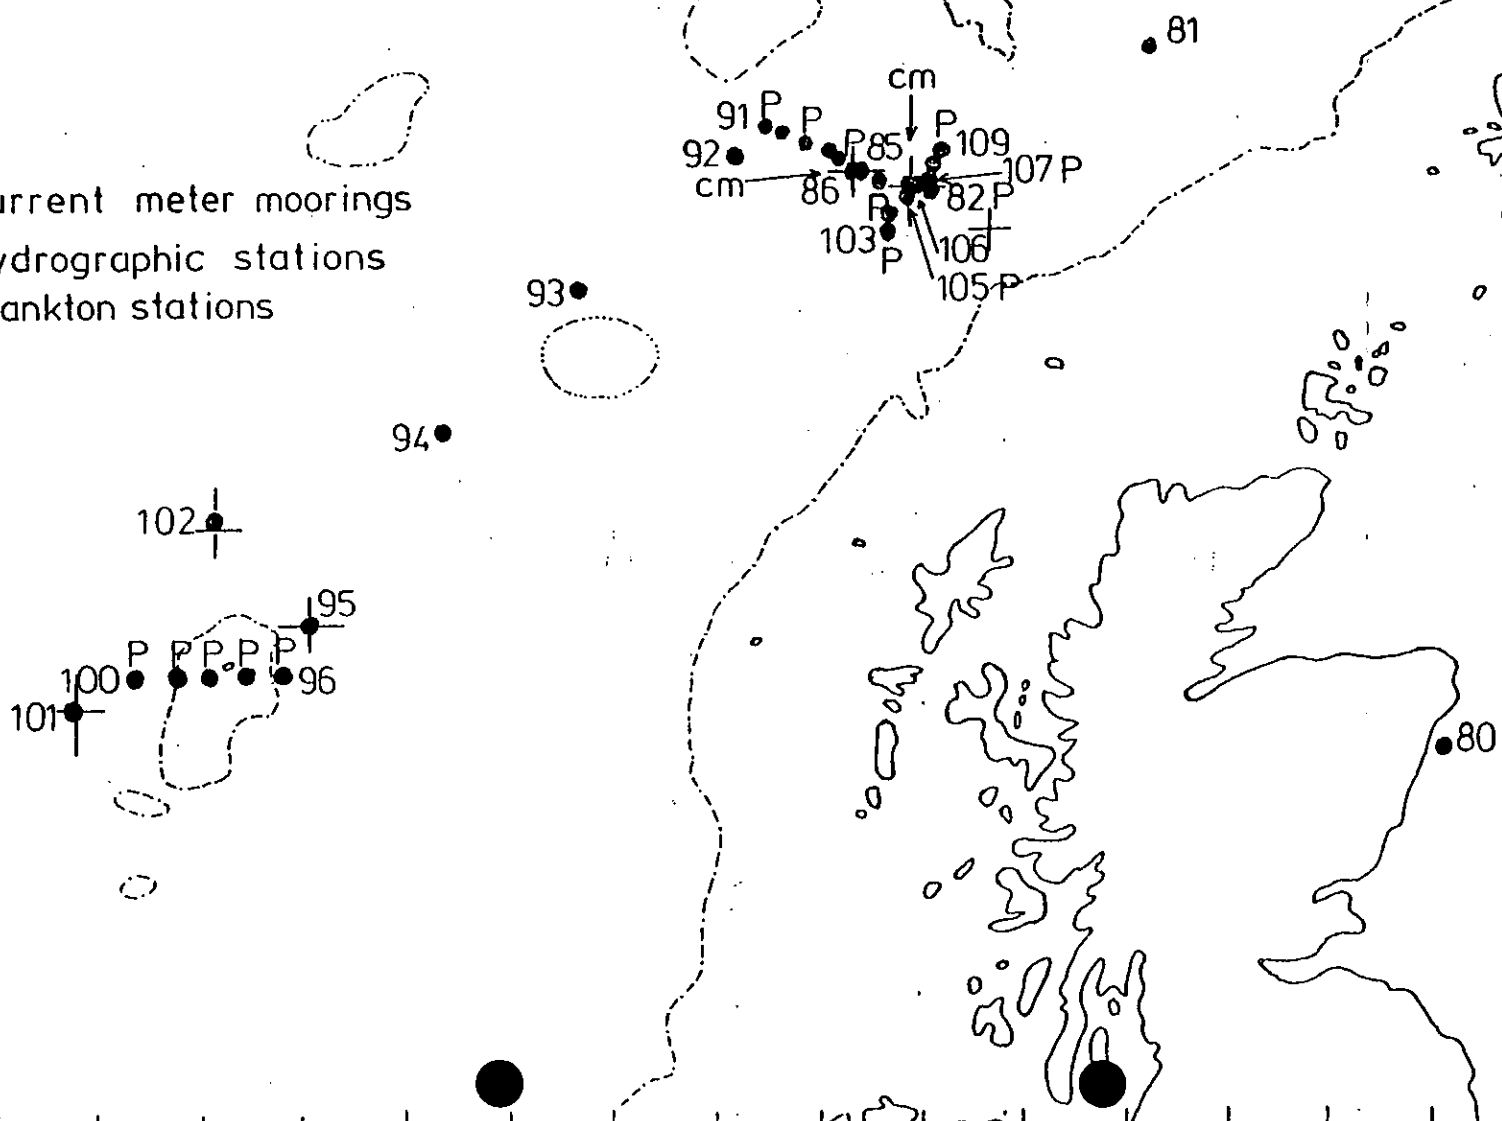 81
cm
91 P
P
P 85
P 109
92
107 P
cm
86
82 P
P
103
106
P
105 P
urrent meter moorings
ydrographic stations
ankton stations
93
94
102
95
P P P P P
100
96
101
80